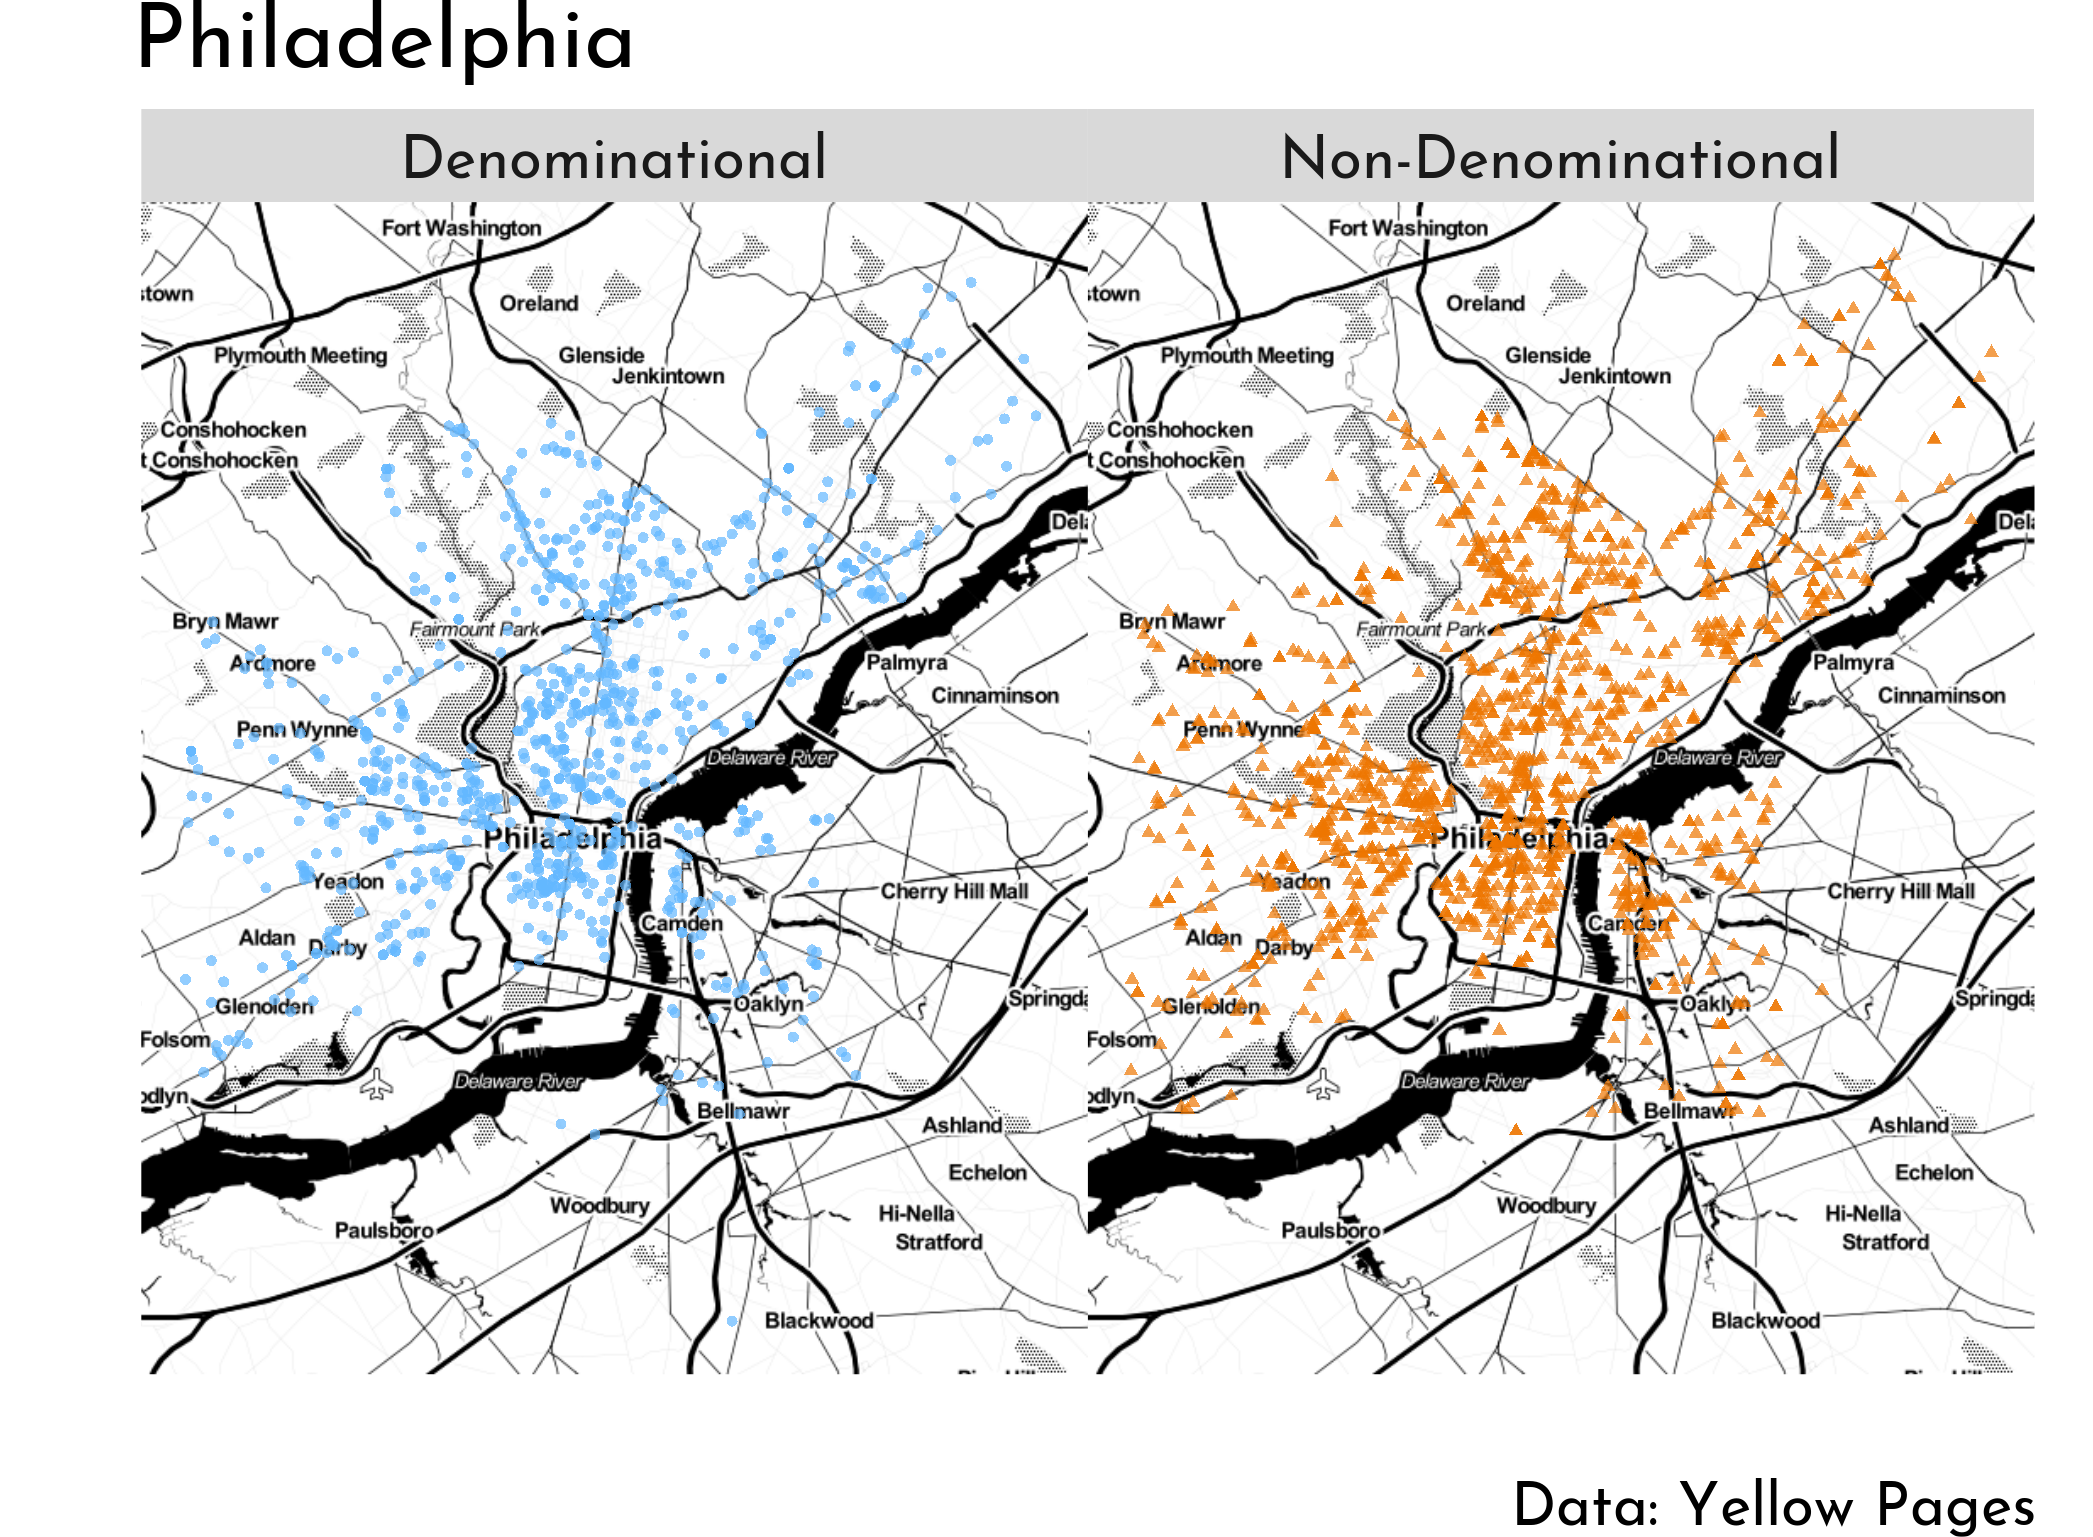 Philadelphia
Denominational
Non-Denominational
Fort Washington
stown
Oreland
Plymouth Meeting
Glenside
Jenkintown
Conshohocken
t Conshohocken
Dela
Bryn Mawr
Fairmount Park
Ardmore
Palmyra
Cinnaminson
Penn Wynne
Delaware River
Philadelphia
Yeadon
Cherry Hill Mall
Camden
Aldan
Darby
Glenolden
Oaklyn
Springda
Folsom
Delaware River
odlyn
Bellmawr
Ashland
Echelon
Woodbury
Hi-Nella
Paulsboro
Stratford
Blackwood
Fort Washington
stown
Oreland
Plymouth Meeting
Glenside
Jenkintown
Conshohocken
t Conshohocken
Dela
Bryn Mawr
Fairmount Park
Ardmore
Palmyra
Cinnaminson
Penn Wynne
Delaware River
Philadelphia
Yeadon
Cherry Hill Mall
Camden
Aldan
Darby
Glenolden
Oaklyn
Springda
Folsom
Delaware River
odlyn
Bellmawr
Ashland
Echelon
Woodbury
Hi-Nella
Paulsboro
Stratford
Blackwood
Data: Yellow Pages